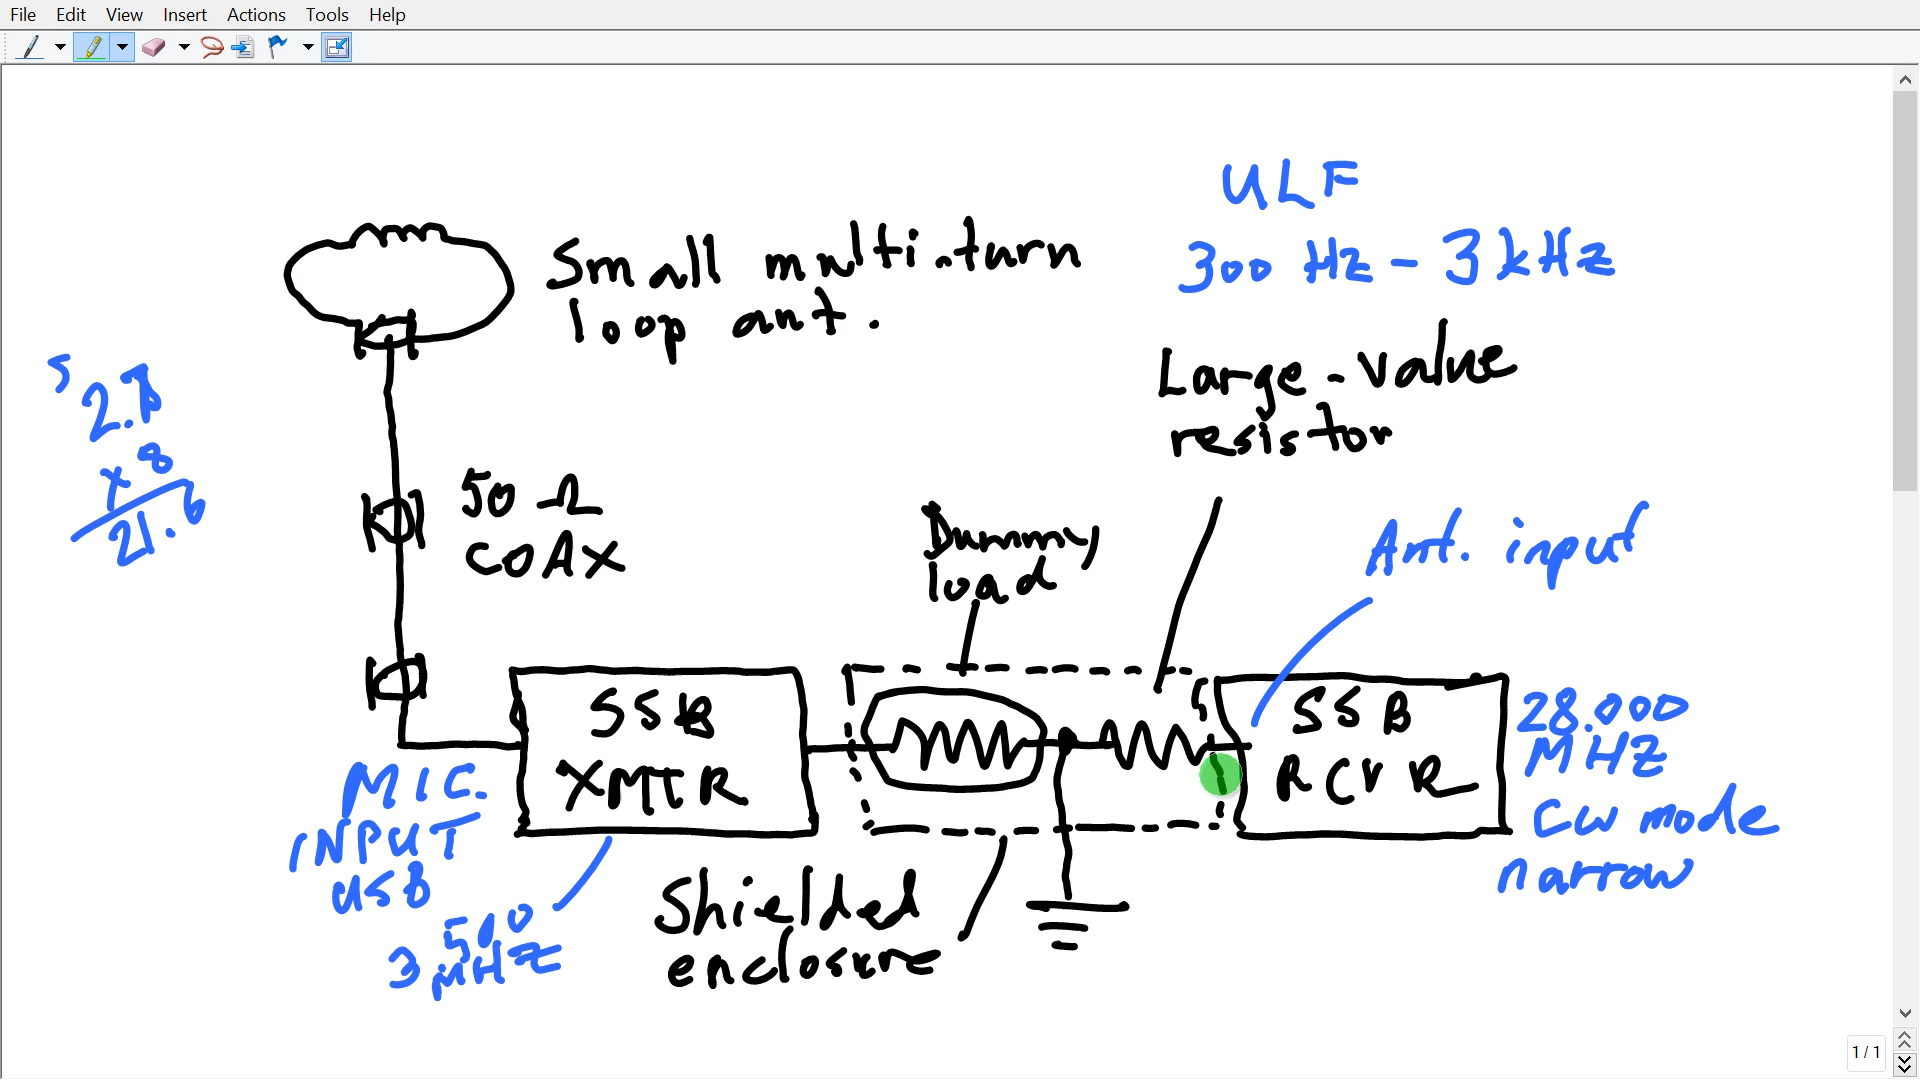 File Edit View Insert Actions Tools Help
ULF
300 Hz - 3 kHz
Small multi-turn
loop ant.
Large-value
resistor
5
2.7
x 8
21.6
50 Ω
COAX
Dummy
load
Ant. input
SSB
XMTR
SSB
RCVR
28.000
MHZ
CW mode
narrow
MIC.
INPUT
USB
3.500
MHZ
Shielded
enclosure
1 / 1